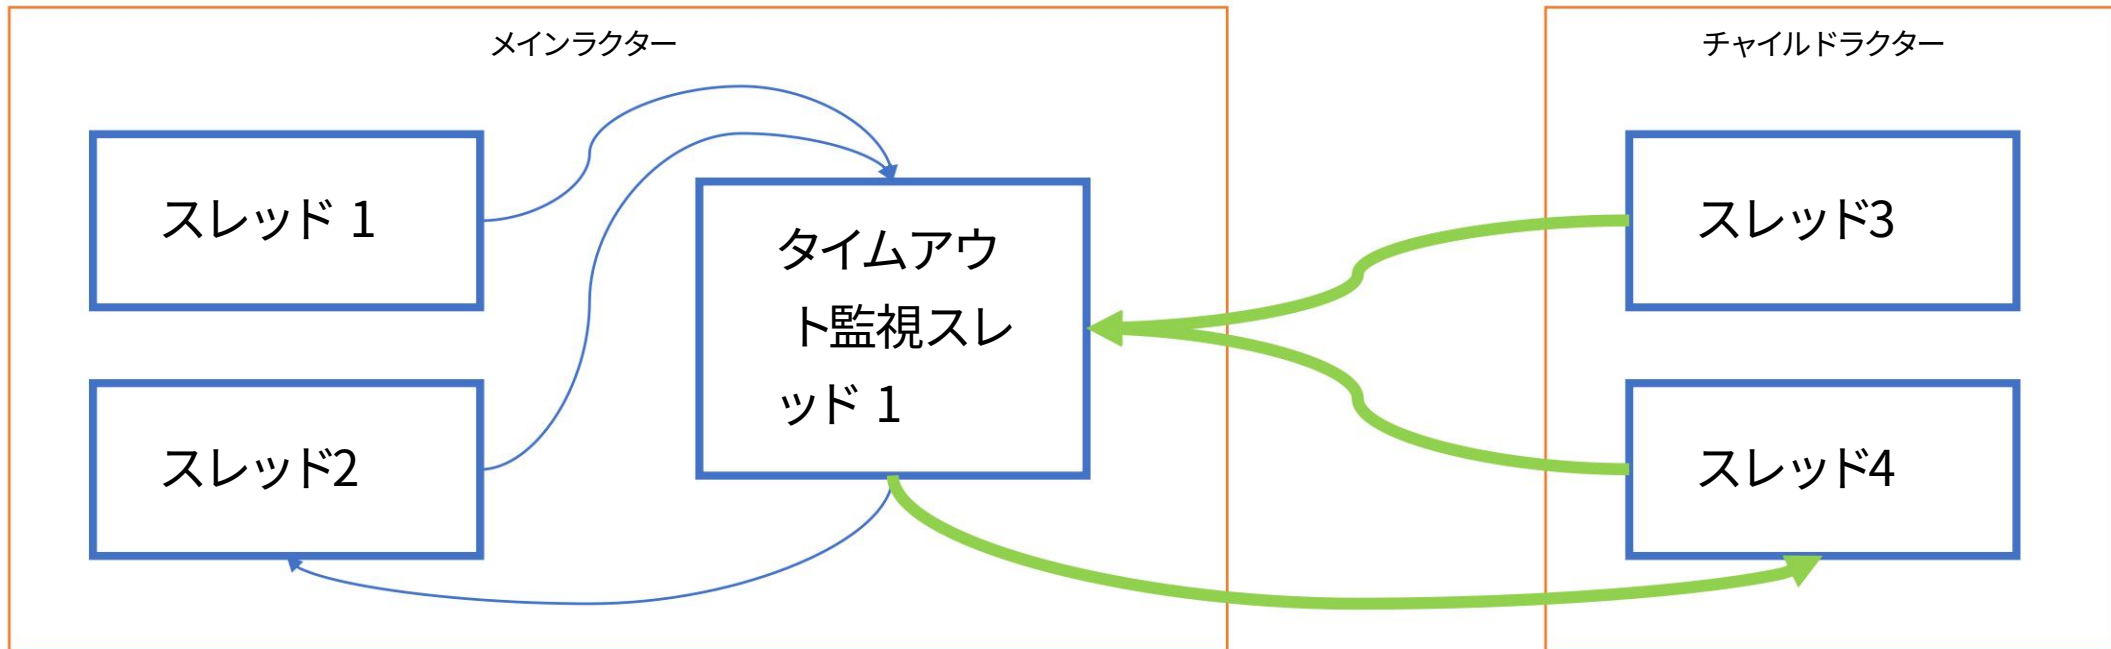 メインラクター
チャイルドラクター
スレッド 1
タイムアウ
ト監視スレ
ッド 1
スレッド2
スレッド3
スレッド4